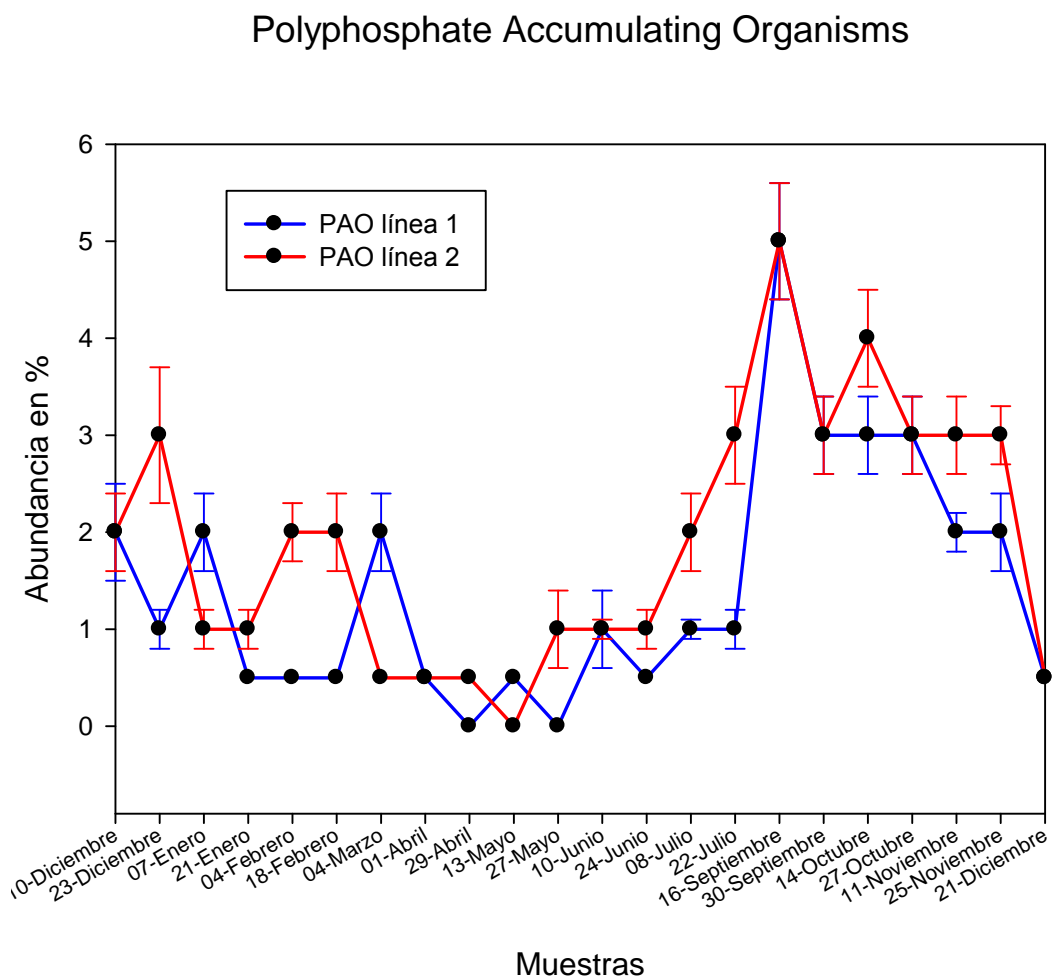 Polyphosphate Accumulating Organisms
6
5
4
3
2
1
0
Abundancia en %
PAO línea 1
PAO línea 2
10-Diciembre
23-Diciembre
07-Enero
21-Enero
04-Febrero
18-Febrero
04-Marzo
01-Abril
29-Abril
13-Mayo
27-Mayo
10-Junio
24-Junio
08-Julio
22-Julio
16-Septiembre
30-Septiembre
14-Octubre
27-Octubre
11-Noviembre
25-Noviembre
21-Diciembre
Muestras